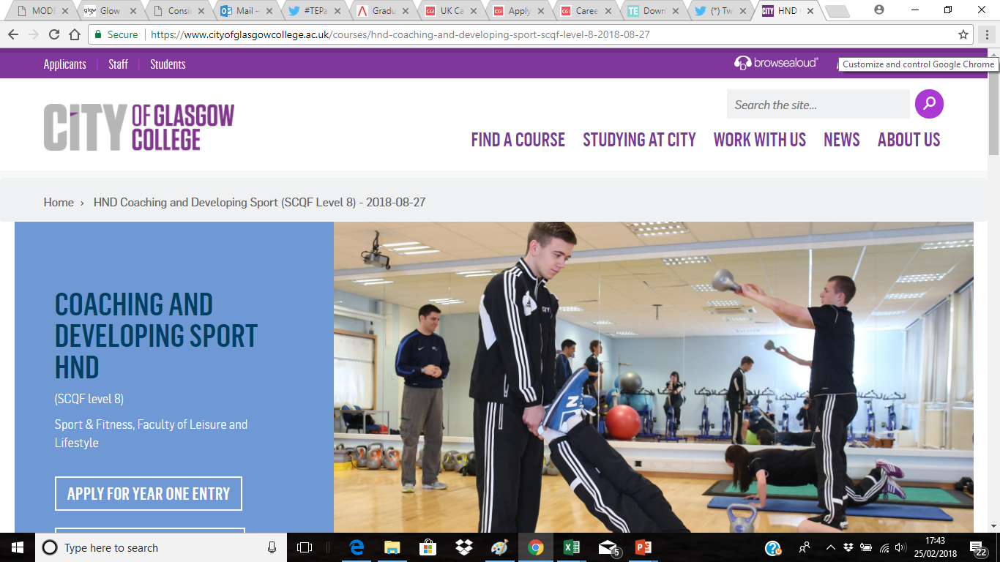 MODE
Glow
Consi
Mail –
#TEPa
Gradu
UK Ca
Apply
Caree
Down
(*) Tw
HND
Secure https://www.cityofglasgowcollege.ac.uk/courses/hnd-coaching-and-developing-sport-scqf-level-8-2018-08-27
Applicants Staff Students browsealoud
Customize and control Google Chrome
CiTY OF GLASGOW COLLEGE
Search the site...
FIND A COURSE STUDYING AT CITY WORK WITH US NEWS ABOUT US
Home › HND Coaching and Developing Sport (SCQF Level 8) - 2018-08-27
COACHING AND
DEVELOPING SPORT
HND
(SCQF level 8)
Sport & Fitness, Faculty of Leisure and
Lifestyle
APPLY FOR YEAR ONE ENTRY
Type here to search
5
17:43
25/02/2018
22